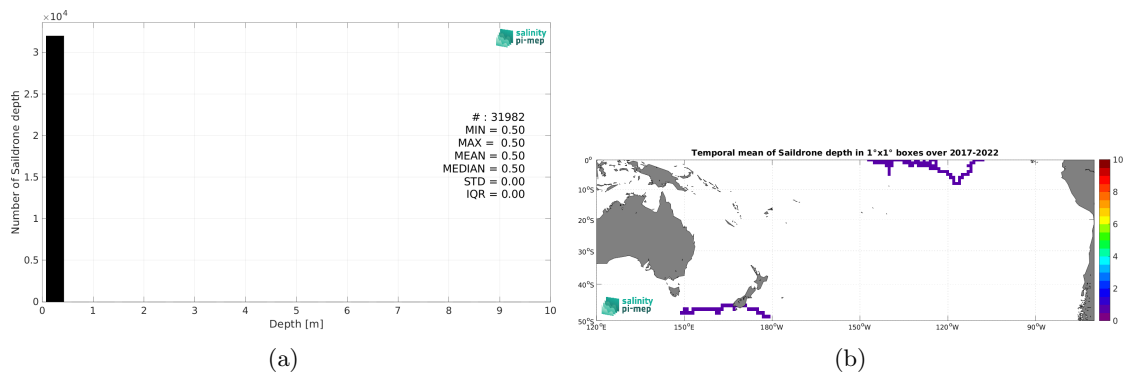 ×10⁴
3.5
3
2.5
2
1.5
1
0.5
0
Number of Saildrone depth
0 1 2 3 4 5 6 7 8 9 10
Depth [m]
salinity
pi-mep
# : 31982
MIN = 0.50
MAX = 0.50
MEAN = 0.50
MEDIAN = 0.50
STD = 0.00
IQR = 0.00
(a)
Temporal mean of Saildrone depth in 1°x1° boxes over 2017-2022
0°
10°S
20°S
30°S
40°S
50°S
120°E 150°E 180°W 150°W 120°W 90°W
salinity
pi-mep
10
8
6
4
2
0
(b)